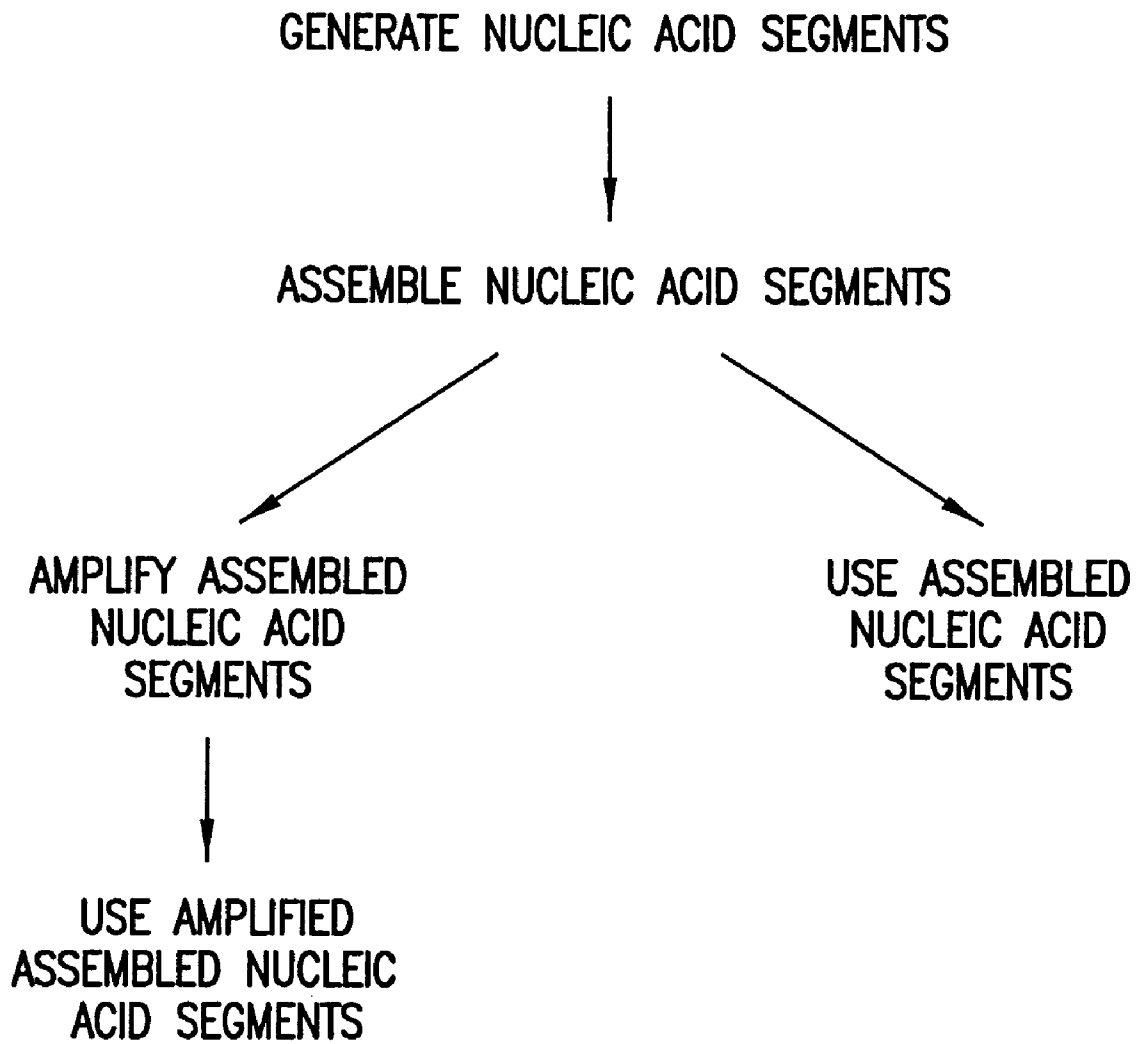 GENERATE NUCLEIC ACID SEGMENTS
ASSEMBLE NUCLEIC ACID SEGMENTS
AMPLIFY ASSEMBLED
NUCLEIC ACID
SEGMENTS
USE ASSEMBLED
NUCLEIC ACID
SEGMENTS
USE AMPLIFIED
ASSEMBLED NUCLEIC
ACID SEGMENTS